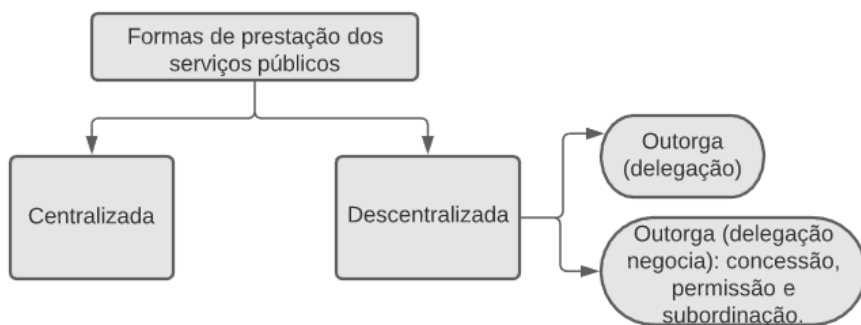 Formas de prestação dos
serviços públicos
Centralizada
Descentralizada
Outorga
(delegação)
Outorga (delegação
negocia): concessão,
permissão e
subordinação.